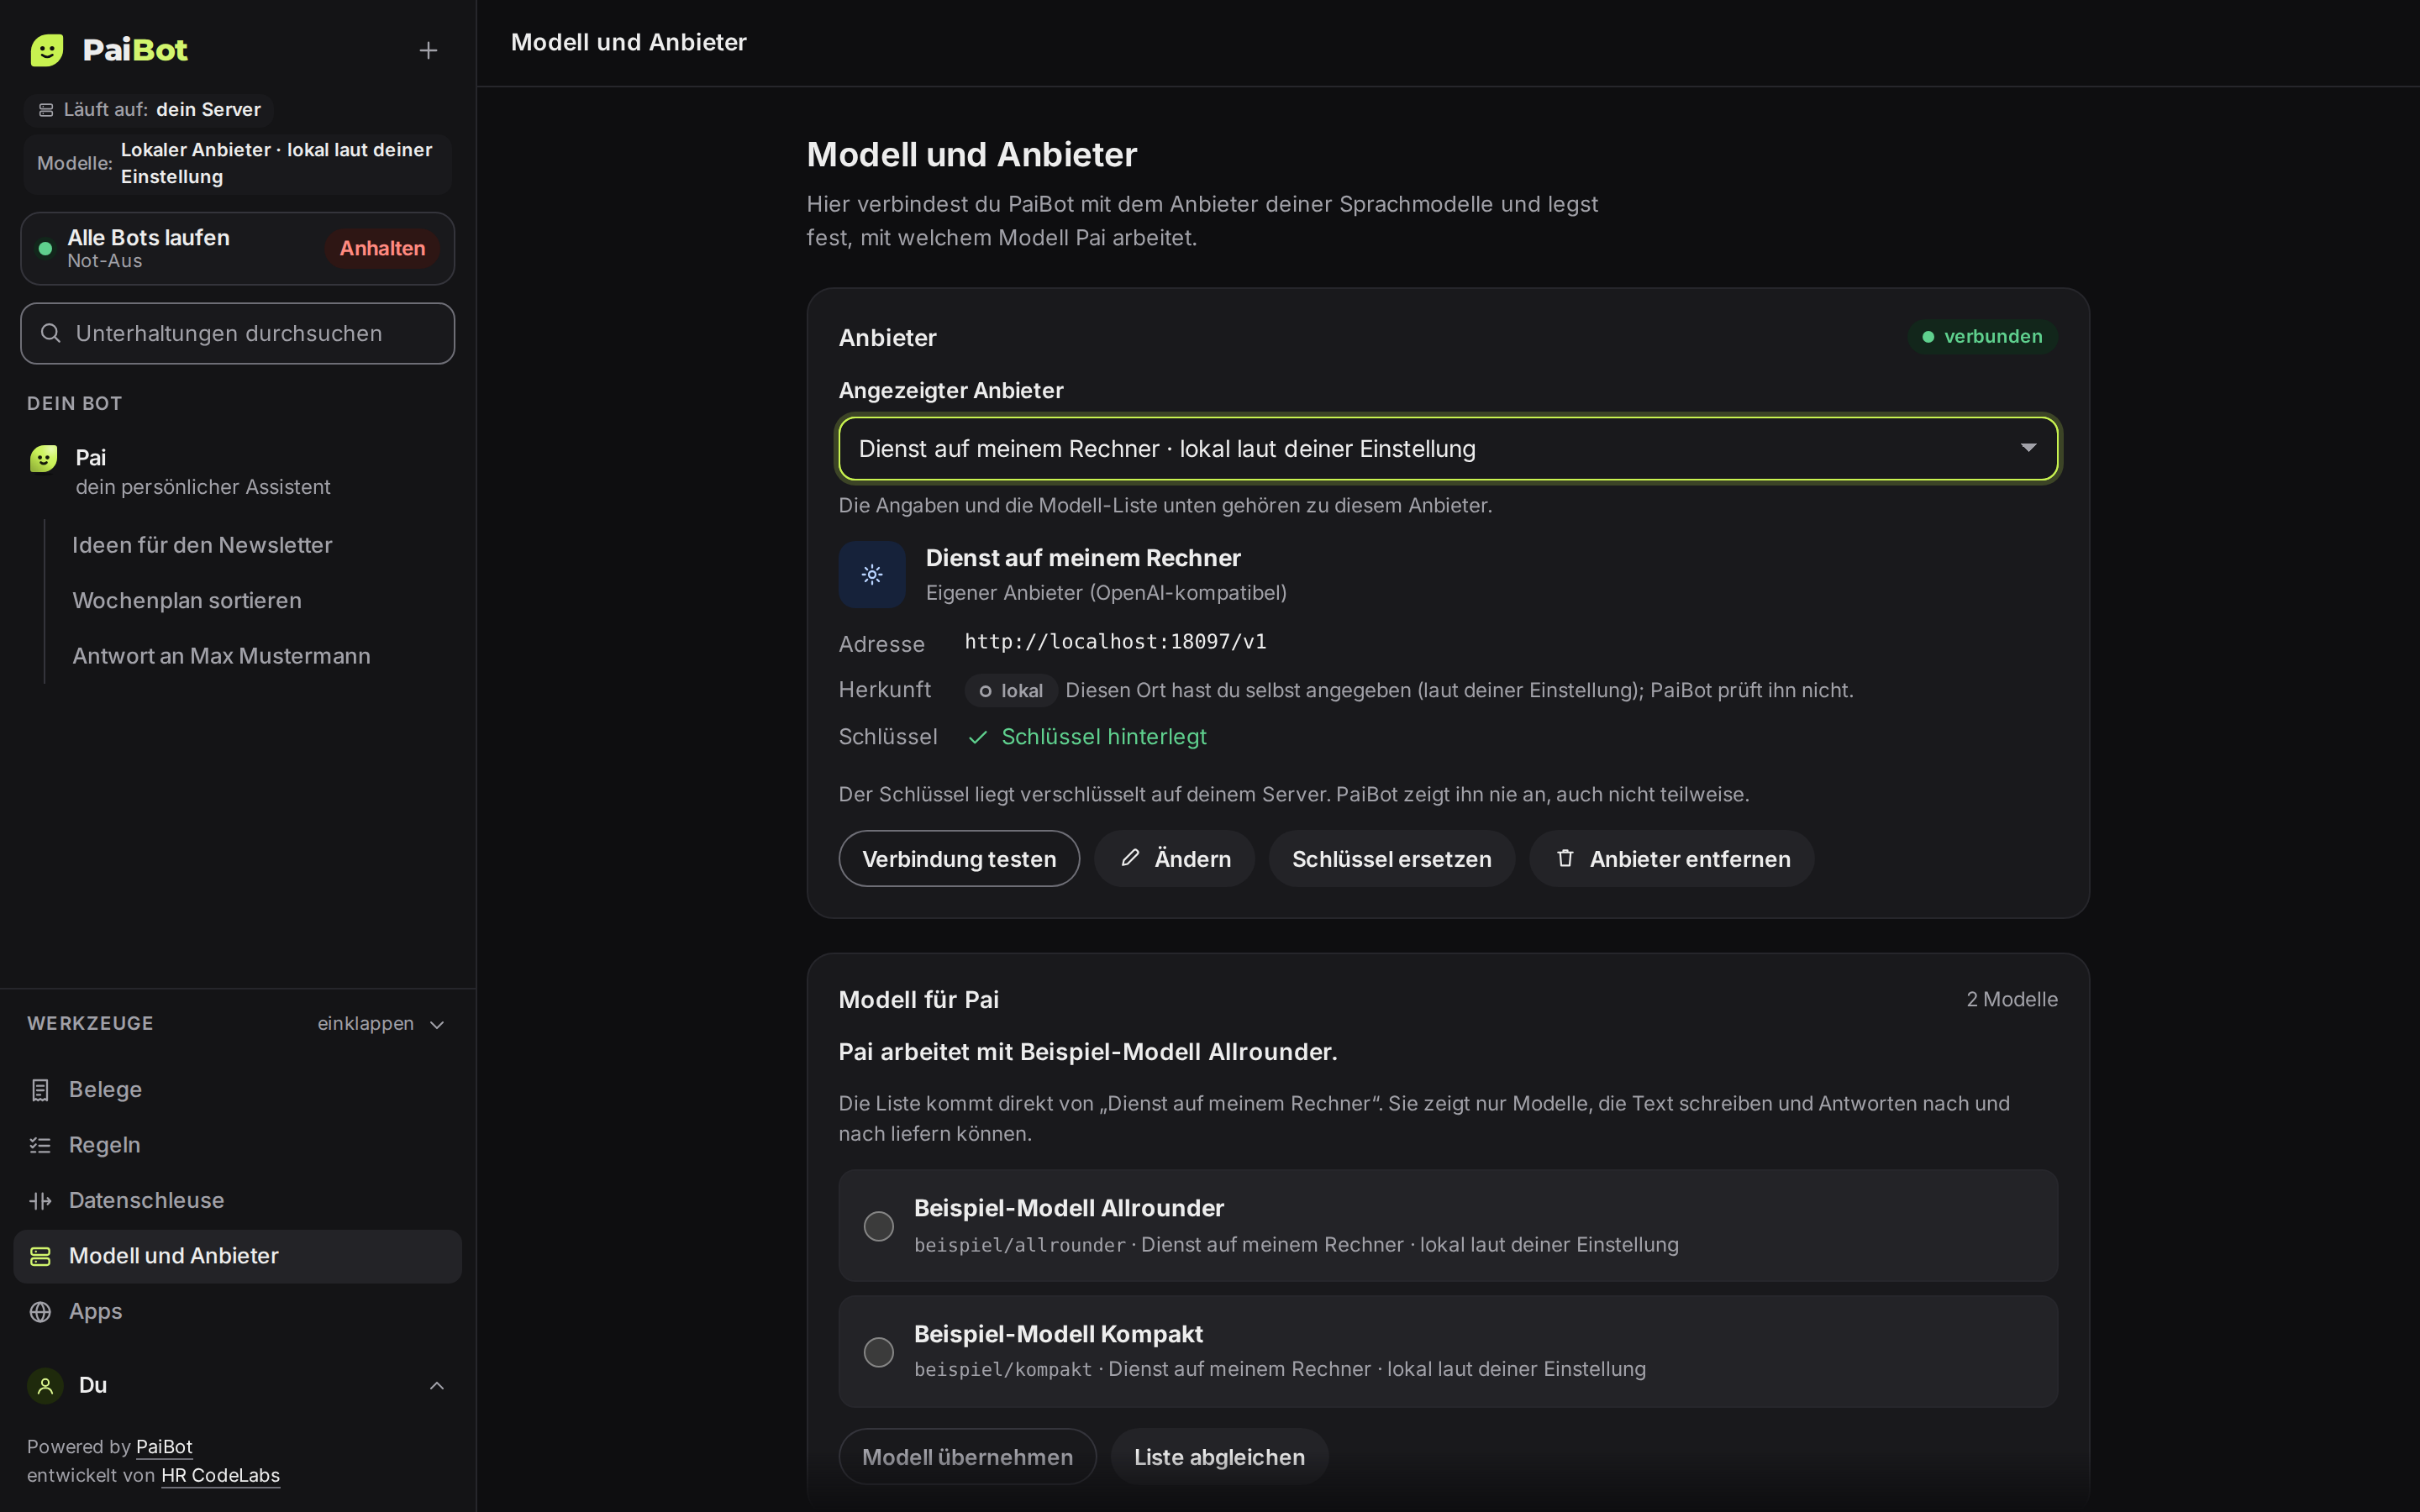 PaiBot
Läuft auf: dein Server
Modelle: Lokaler Anbieter · lokal laut deiner
Einstellung
Alle Bots laufen
Not-Aus
Anhalten
Unterhaltungen durchsuchen
DEIN BOT
Pai
dein persönlicher Assistent
Ideen für den Newsletter
Wochenplan sortieren
Antwort an Max Mustermann
WERKZEUGE
einklappen
Belege
Regeln
Datenschleuse
Modell und Anbieter
Apps
Du
Powered by PaiBot
entwickelt von HR CodeLabs
Modell und Anbieter
Modell und Anbieter
Hier verbindest du PaiBot mit dem Anbieter deiner Sprachmodelle und legst
fest, mit welchem Modell Pai arbeitet.
Anbieter
verbunden
Angezeigter Anbieter
Dienst auf meinem Rechner · lokal laut deiner Einstellung
Die Angaben und die Modell-Liste unten gehören zu diesem Anbieter.
Dienst auf meinem Rechner
Eigener Anbieter (OpenAI-kompatibel)
Adresse http://localhost:18097/v1
Herkunft lokal Diesen Ort hast du selbst angegeben (laut deiner Einstellung); PaiBot prüft ihn nicht.
Schlüssel Schlüssel hinterlegt
Der Schlüssel liegt verschlüsselt auf deinem Server. PaiBot zeigt ihn nie an, auch nicht teilweise.
Verbindung testen
Ändern
Schlüssel ersetzen
Anbieter entfernen
Modell für Pai
2 Modelle
Pai arbeitet mit Beispiel-Modell Allrounder.
Die Liste kommt direkt von „Dienst auf meinem Rechner“. Sie zeigt nur Modelle, die Text schreiben und Antworten nach und
nach liefern können.
Beispiel-Modell Allrounder
beispiel/allrounder · Dienst auf meinem Rechner · lokal laut deiner Einstellung
Beispiel-Modell Kompakt
beispiel/kompakt · Dienst auf meinem Rechner · lokal laut deiner Einstellung
Modell übernehmen
Liste abgleichen